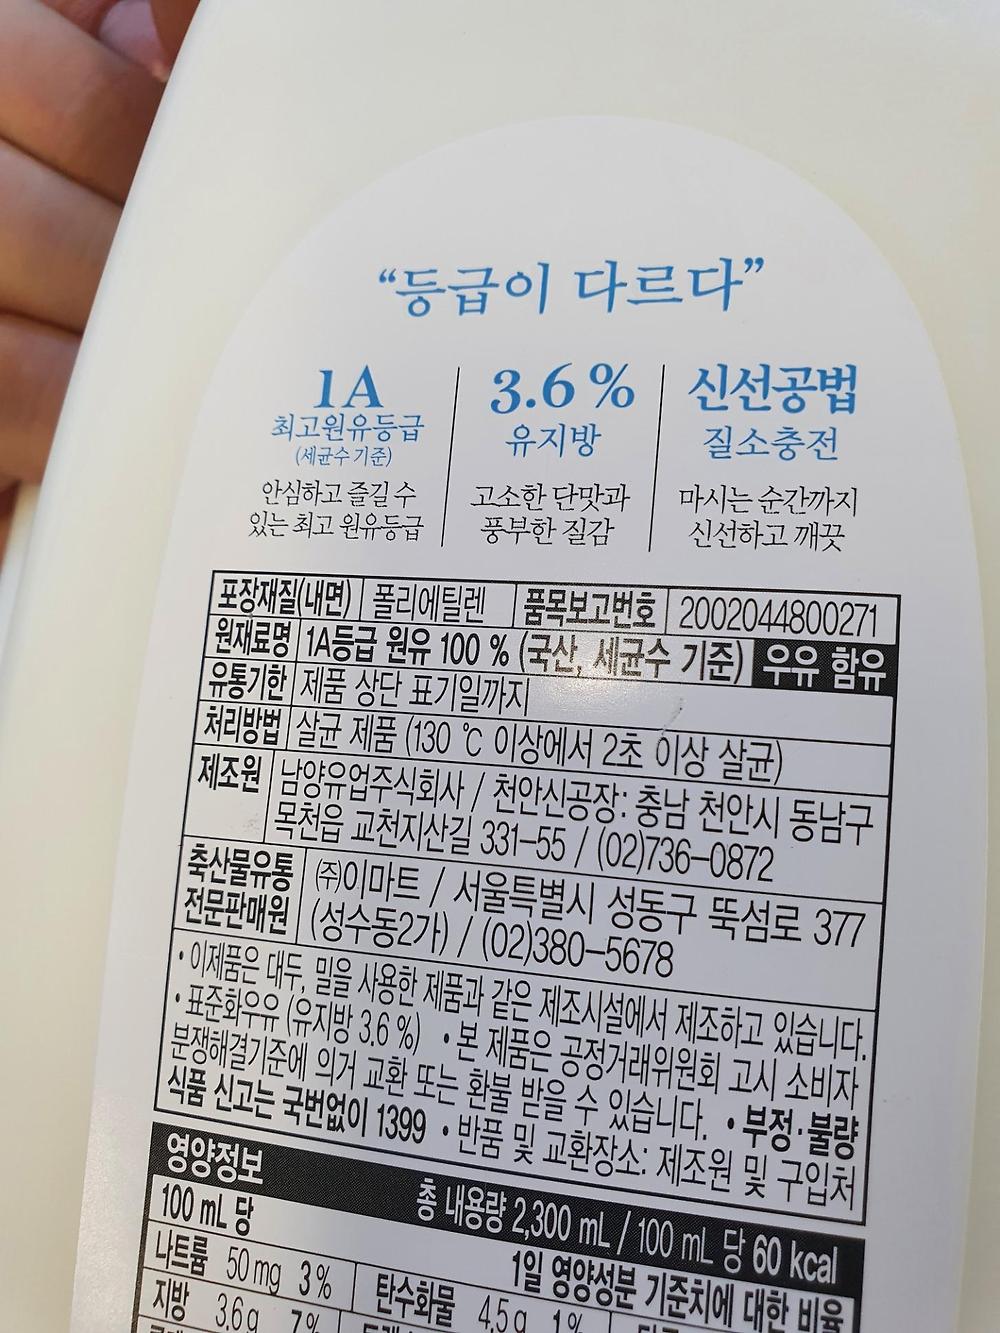 “등급이 다르다”
1A
최고원유등급
(세균수 기준)
안심하고 즐길 수
있는 최고 원유등급
3.6 %
유지방
고소한 단맛과
풍부한 질감
신선공법
질소충전
마시는 순간까지
신선하고 깨끗
포장재질(내면) 폴리에틸렌 품목보고번호 2002044800271
원재료명 1A등급 원유 100 % (국산, 세균수 기준) 우유 함유
유통기한 제품 상단 표기일까지
처리방법 살균 제품 (130 ℃ 이상에서 2초 이상 살균)
제조원 남양유업주식회사 / 천안신공장: 충남 천안시 동남구
목천읍 교천지산길 331-55 / (02)736-0872
축산물유통 ㈜이마트 / 서울특별시 성동구 뚝섬로 377
전문판매원 (성수동2가) / (02)380-5678
• 이제품은 대두, 밀을 사용한 제품과 같은 제조시설에서 제조하고 있습니다.
• 표준화우유 (유지방 3.6 %) • 본 제품은 공정거래위원회 고시 소비자
분쟁해결기준에 의거 교환 또는 환불 받을 수 있습니다. • 부정·불량
식품 신고는 국번없이 1399 • 반품 및 교환장소: 제조원 및 구입처
영양정보 총 내용량 2,300 mL / 100 mL 당 60 kcal
100 mL 당 1일 영양성분 기준치에 대한 비율
나트륨 50 mg 3 % 탄수화물 4.5 g 1 %
지방 3.6 g 7 %